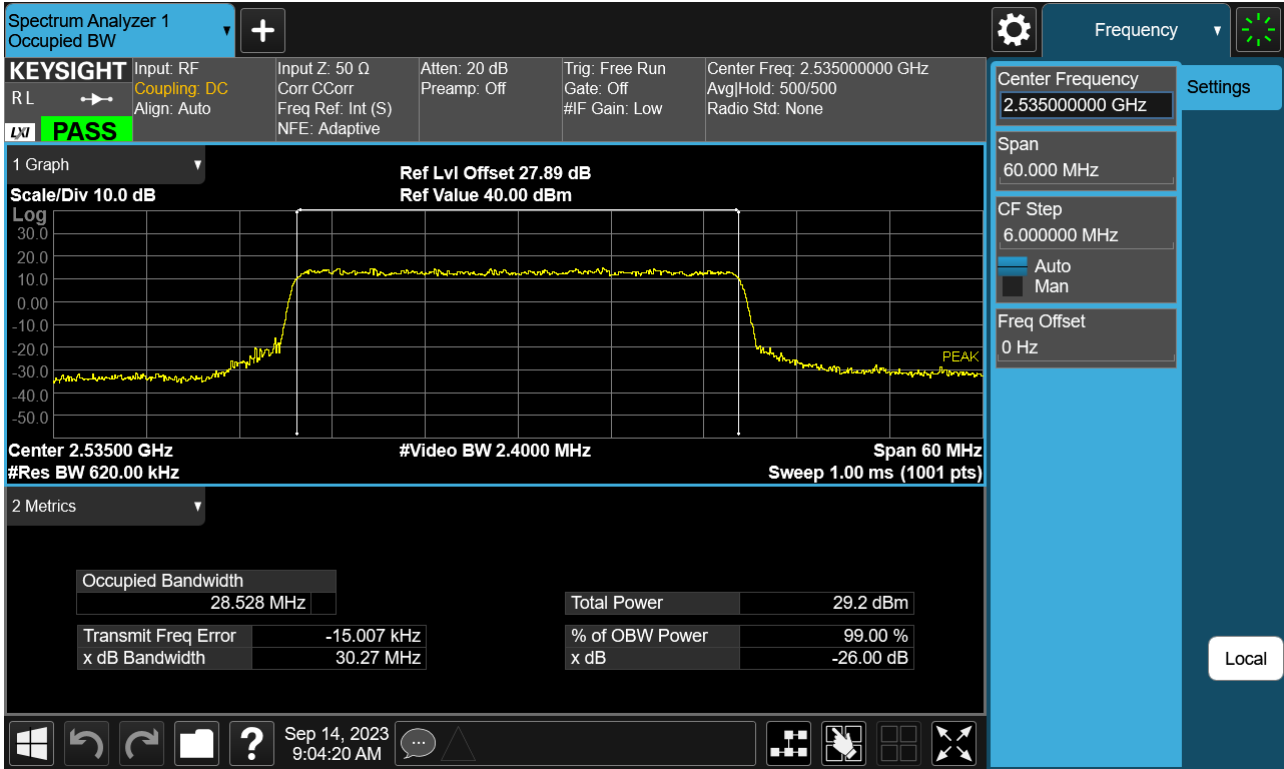 Spectrum Analyzer 1
Occupied BW
Frequency
KEYSIGHT
R L
LXI
PASS
Input: RF
Coupling: DC
Align: Auto
Input Z: 50 Ω
Corr CCorr
Freq Ref: Int (S)
NFE: Adaptive
Atten: 20 dB
Preamp: Off
Trig: Free Run
Gate: Off
#IF Gain: Low
Center Freq: 2.535000000 GHz
Avg|Hold: 500/500
Radio Std: None
Center Frequency
2.535000000 GHz
Settings
Span
60.000 MHz
CF Step
6.000000 MHz
Auto
Man
Freq Offset
0 Hz
Local
1 Graph
Scale/Div 10.0 dB
Ref Lvl Offset 27.89 dB
Ref Value 40.00 dBm
Log
30.0
20.0
10.0
0.00
-10.0
-20.0
-30.0
-40.0
-50.0
PEAK
Center 2.53500 GHz
#Video BW 2.4000 MHz
Span 60 MHz
#Res BW 620.00 kHz
Sweep 1.00 ms (1001 pts)
2 Metrics
Occupied Bandwidth
28.528 MHz
Total Power 29.2 dBm
Transmit Freq Error -15.007 kHz
% of OBW Power 99.00 %
x dB Bandwidth 30.27 MHz
x dB -26.00 dB
?
Sep 14, 2023
9:04:20 AM